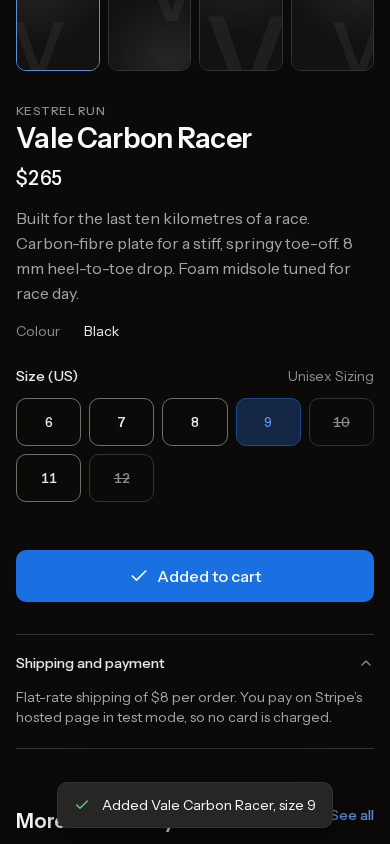 KESTREL RUN
Vale Carbon Racer
$265
Built for the last ten kilometres of a race.
Carbon-fibre plate for a stiff, springy toe-off. 8
mm heel-to-toe drop. Foam midsole tuned for
race day.
Colour Black
Size (US) Unisex Sizing
6 7 8 9 10
11 12
Added to cart
Shipping and payment
Flat-rate shipping of $8 per order. You pay on Stripe's
hosted page in test mode, so no card is charged.
Added Vale Carbon Racer, size 9
More See all